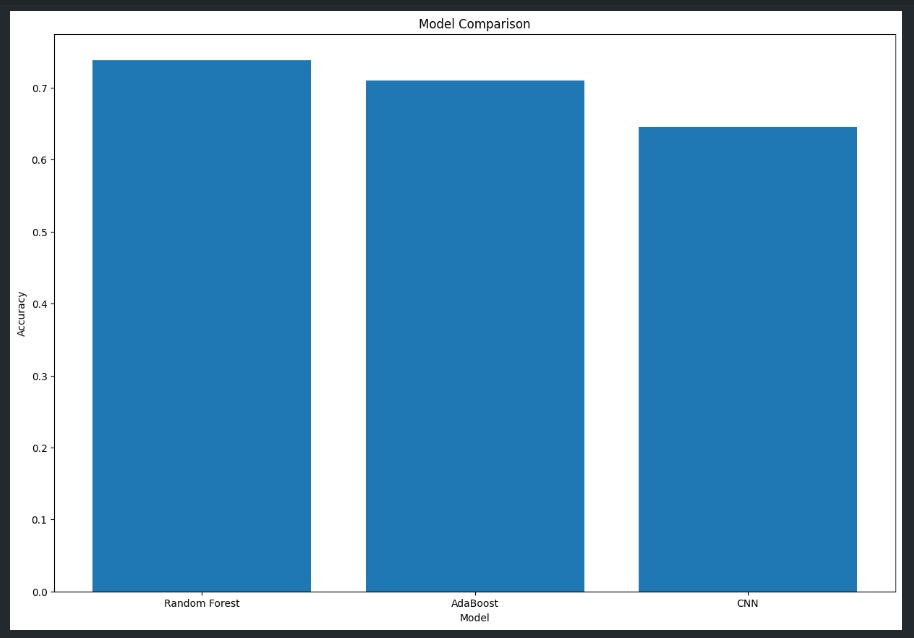 Model Comparison
Accuracy
0.7
0.6
0.5
0.4
0.3
0.2
0.1
0.0
Random Forest
AdaBoost
CNN
Model